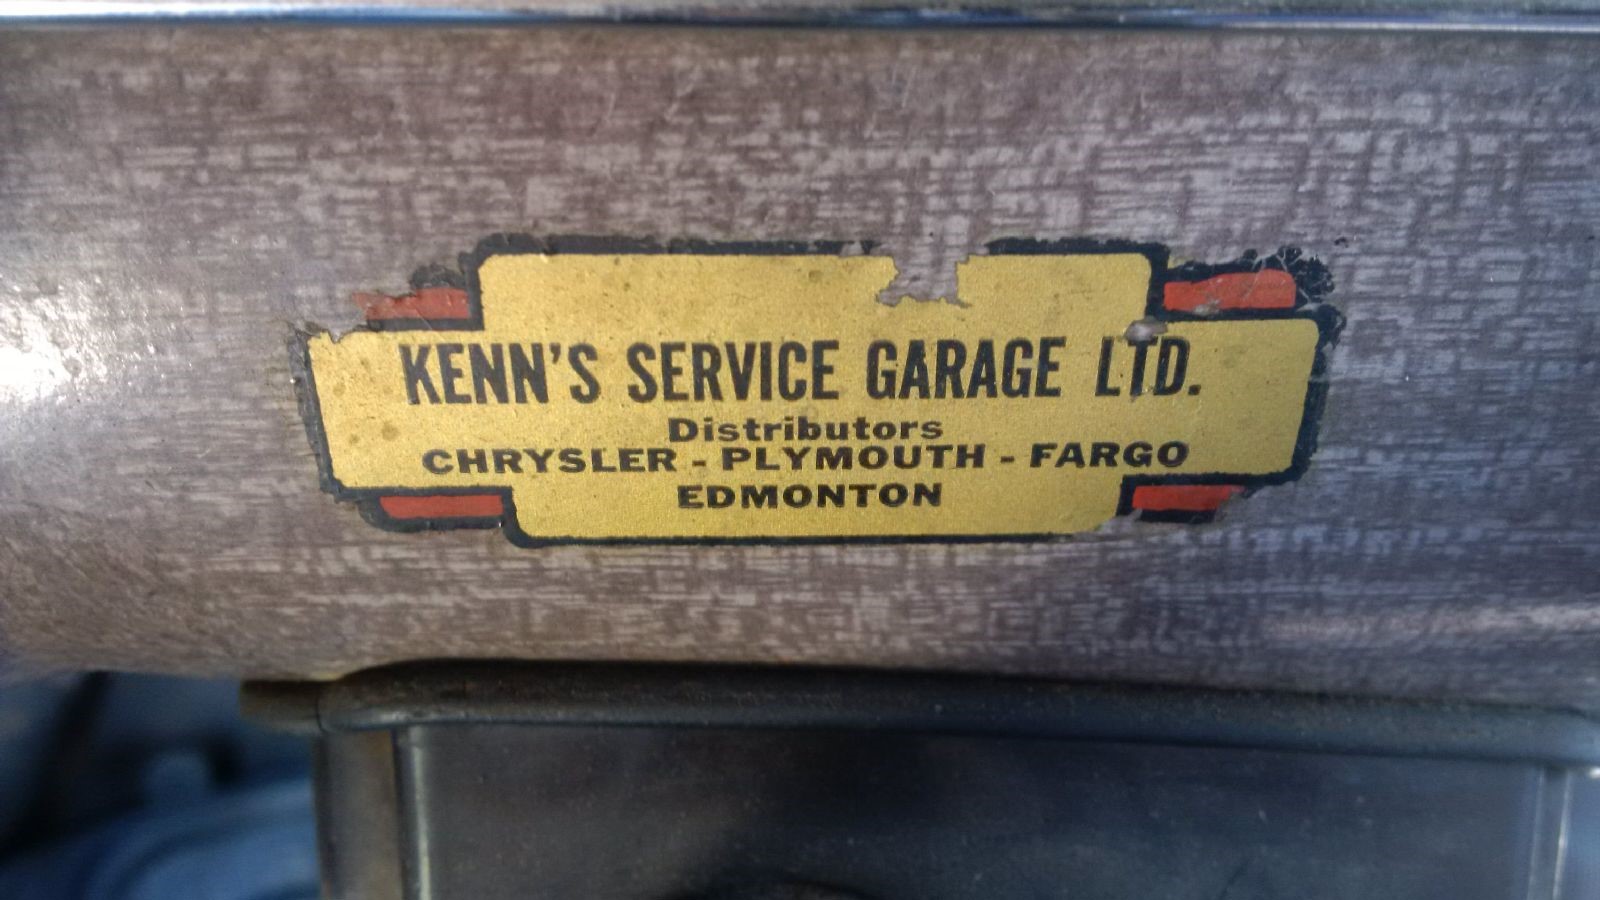 KENN'S SERVICE GARAGE LTD.
Distributors
CHRYSLER - PLYMOUTH - FARGO
EDMONTON